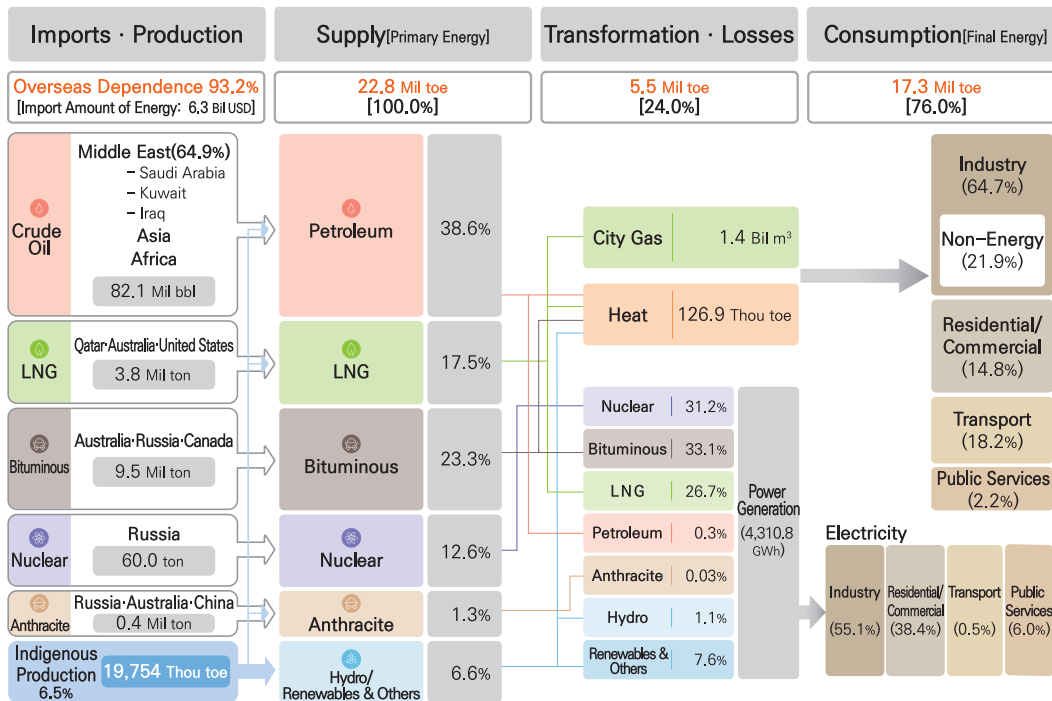 Imports · Production
Supply[Primary Energy]
Transformation · Losses
Consumption[Final Energy]
Overseas Dependence 93.2%
[Import Amount of Energy: 6.3 Bil USD]
22.8 Mil toe
[100.0%]
5.5 Mil toe
[24.0%]
17.3 Mil toe
[76.0%]
Crude
Oil
Middle East(64.9%)
– Saudi Arabia
– Kuwait
– Iraq
Asia
Africa
82.1 Mil bbl
LNG
Qatar·Australia·United States
3.8 Mil ton
Bituminous
Australia·Russia·Canada
9.5 Mil ton
Nuclear
Russia
60.0 ton
Anthracite
Russia·Australia·China
0.4 Mil ton
Indigenous
Production
6.5%
19,754 Thou toe
Petroleum
38.6%
LNG
17.5%
Bituminous
23.3%
Nuclear
12.6%
Anthracite
1.3%
Hydro/
Renewables & Others
6.6%
City Gas
1.4 Bil m³
Heat
126.9 Thou toe
Nuclear
31.2%
Bituminous
33.1%
LNG
26.7%
Petroleum
0.3%
Anthracite
0.03%
Hydro
1.1%
Renewables &
Others
7.6%
Power
Generation
(4,310.8
GWh)
Industry
(64.7%)
Non-Energy
(21.9%)
Residential/
Commercial
(14.8%)
Transport
(18.2%)
Public Services
(2.2%)
Electricity
Industry
(55.1%)
Residential/
Commercial
(38.4%)
Transport
(0.5%)
Public
Services
(6.0%)